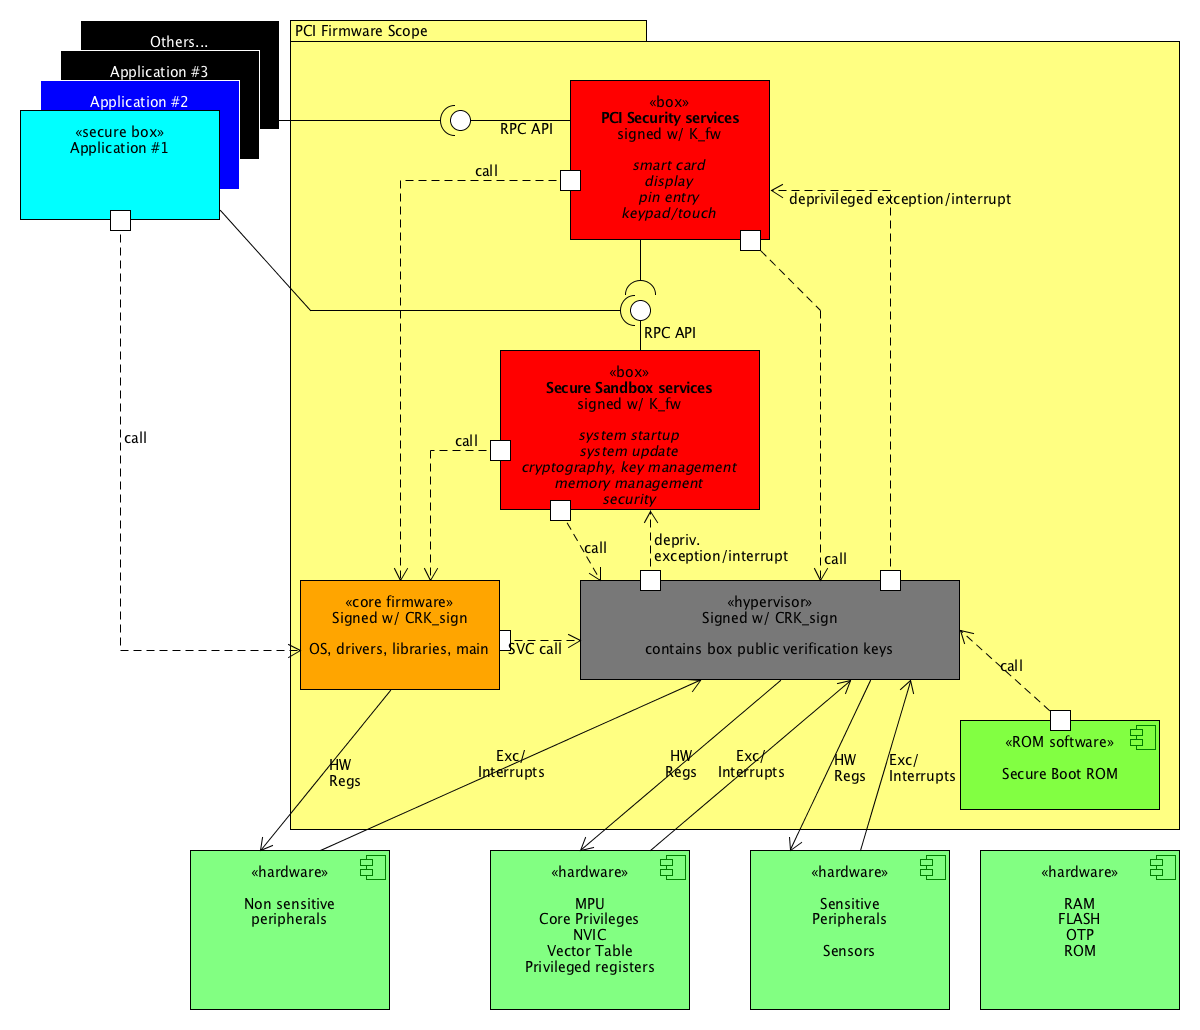 PCI Firmware Scope
Others...
Application #3
Application #2
«secure box»
Application #1
«box»
PCI Security services
signed w/ K_fw
smart card
display
pin entry
keypad/touch
RPC API
call
deprivileged exception/interrupt
RPC API
«box»
Secure Sandbox services
signed w/ K_fw
system startup
system update
cryptography, key management
memory management
security
call
call
call
depriv.
exception/interrupt
call
«core firmware»
Signed w/ CRK_sign
OS, drivers, libraries, main
SVC call
«hypervisor»
Signed w/ CRK_sign
contains box public verification keys
call
«ROM software»
Secure Boot ROM
HW
Regs
Exc/
Interrupts
HW
Regs
Exc/
Interrupts
HW
Regs
Exc/
Interrupts
«hardware»
Non sensitive
peripherals
«hardware»
MPU
Core Privileges
NVIC
Vector Table
Privileged registers
«hardware»
Sensitive
Peripherals
Sensors
«hardware»
RAM
FLASH
OTP
ROM